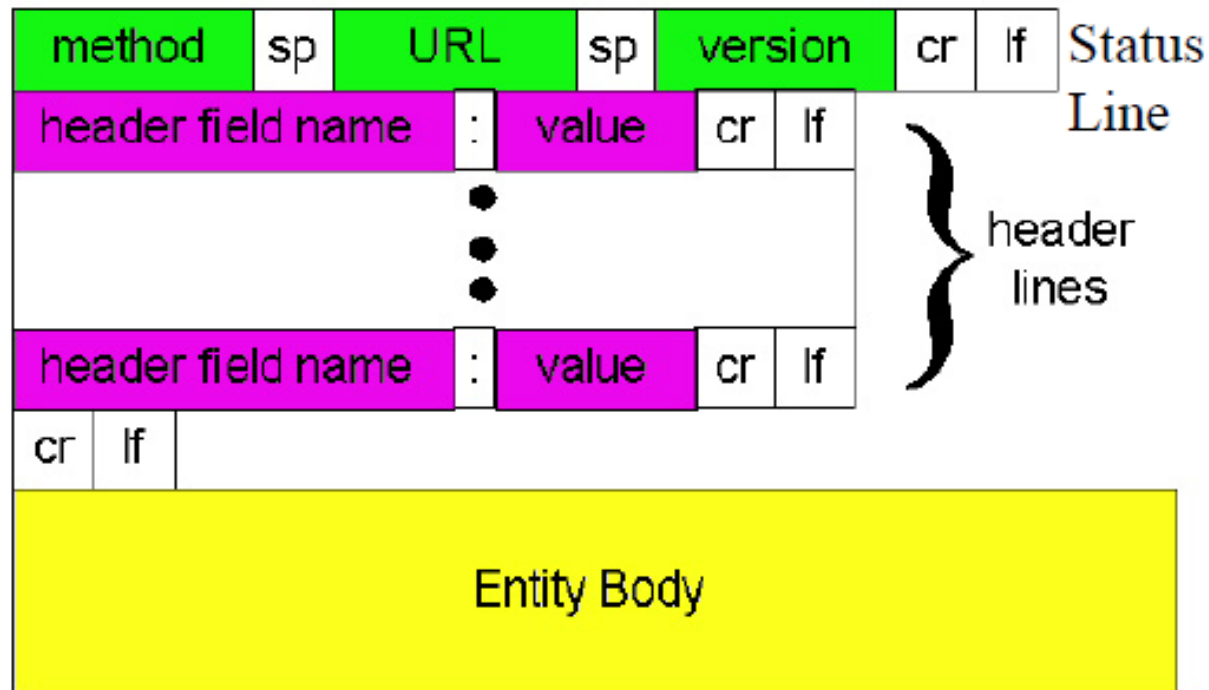 method sp URL sp version cr lf Status
Line
header field name : value cr lf
header
lines
header field name : value cr lf
cr lf
Entity Body